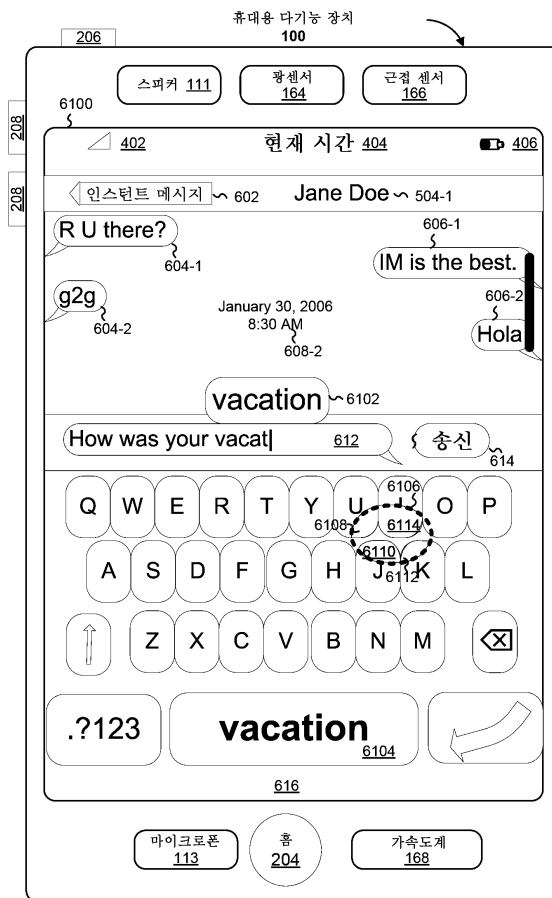 휴대용 다기능 장치
100
206
스피커 111
광센서
164
근접 센서
166
208
208
6100
402
현재 시간 404
406
인스턴트 메시지
602
Jane Doe 504-1
R U there?
604-1
606-1
IM is the best.
g2g
604-2
January 30, 2006
8:30 AM
608-2
606-2
Hola
vacation
6102
How was your vacat
612
송신
614
Q W E R T Y U I O P
6106
6108
6114
6110
6112
A S D F G H J K L
Z X C V B N M
.?123
vacation
6104
616
마이크로폰
113
홈
204
가속도계
168